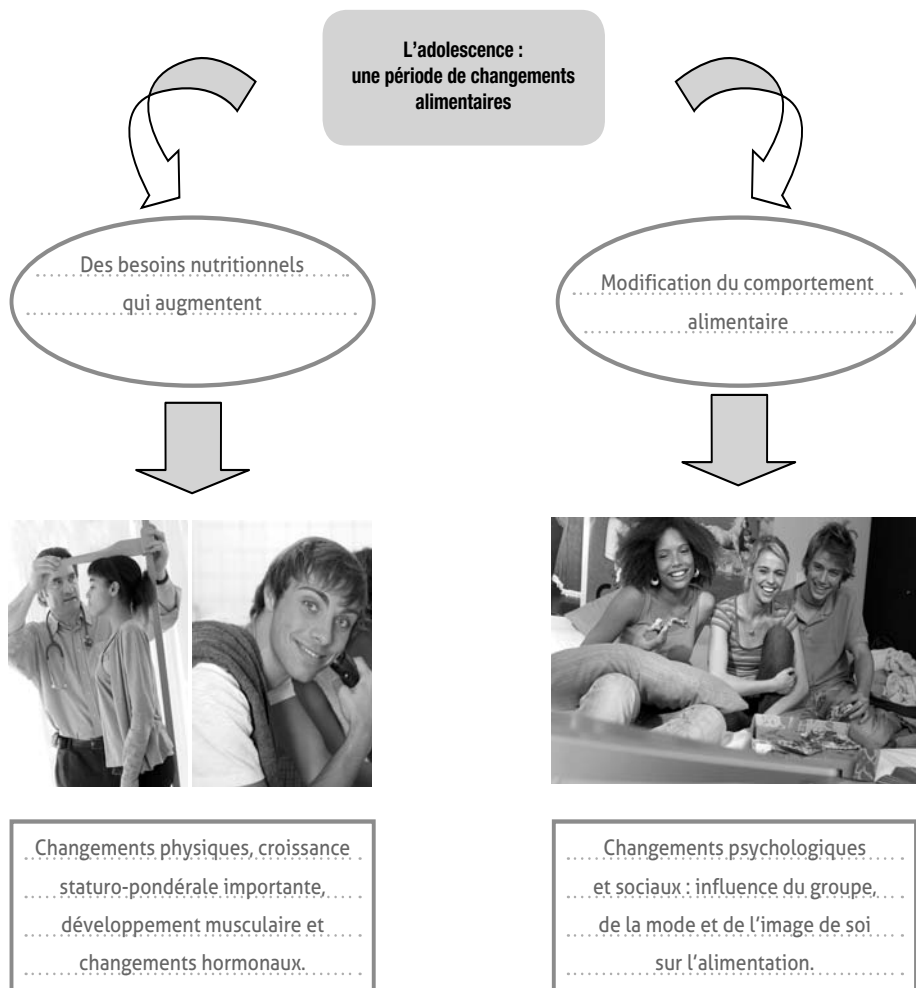 L'adolescence :
une période de changements
alimentaires
Des besoins nutritionnels
qui augmentent
Modification du comportement
alimentaire
Changements physiques, croissance
staturo-pondérale importante,
développement musculaire et
changements hormonaux.
Changements psychologiques
et sociaux : influence du groupe,
de la mode et de l'image de soi
sur l'alimentation.